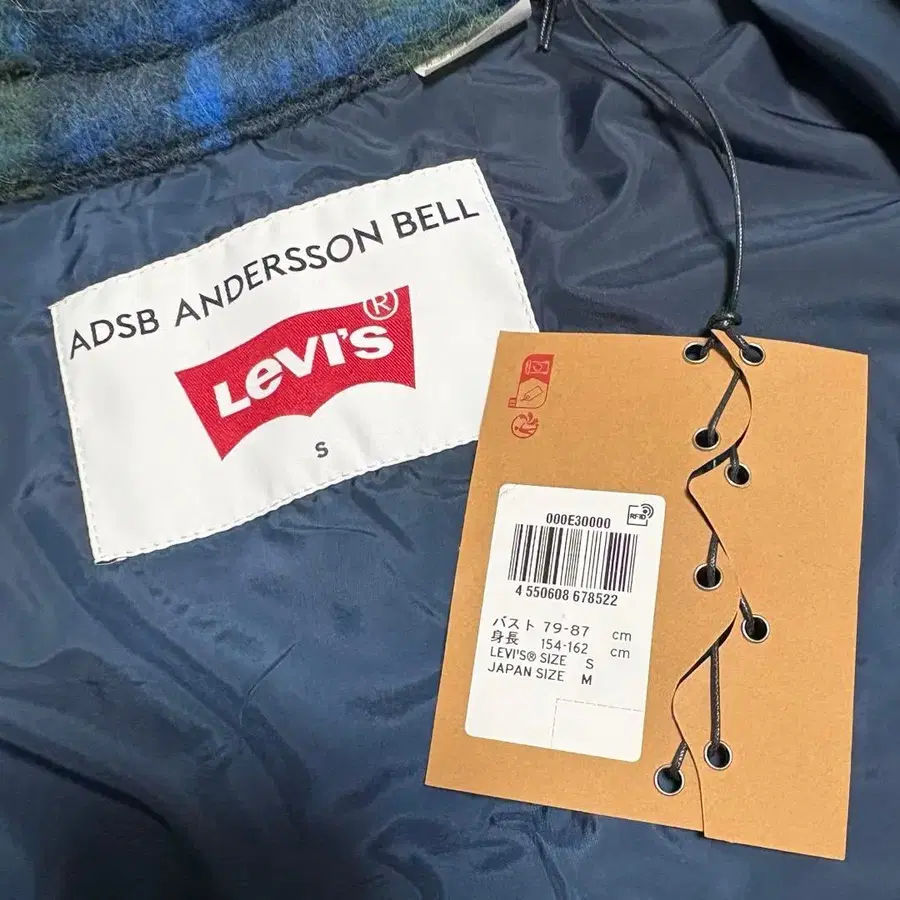 ADSB ANDERSSON BELL
LEVI'S®
S
000E30000
RFID
4 550608 678522
バスト 79-87 cm
身長 154-162 cm
LEVI'S® SIZE S
JAPAN SIZE M